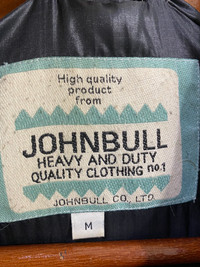 High quality
product
from
JOHNBULL
HEAVY AND DUTY
QUALITY CLOTHING no.1
JOHNBULL CO., LTD.
M